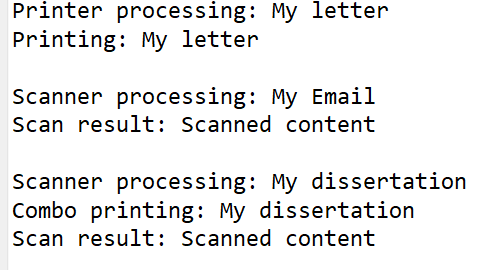 Printer processing: My letter
Printing: My letter
Scanner processing: My Email
Scan result: Scanned content
Scanner processing: My dissertation
Combo printing: My dissertation
Scan result: Scanned content